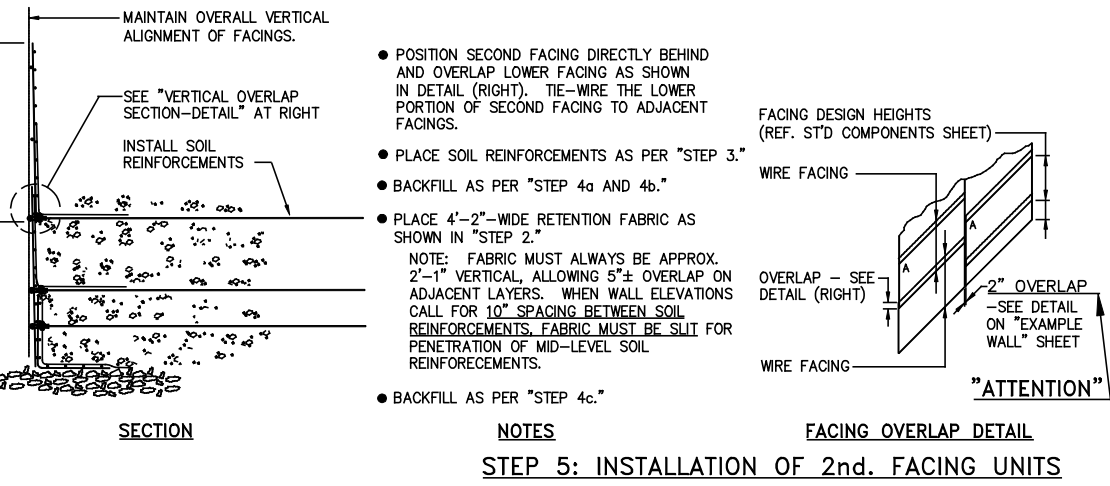 MAINTAIN OVERALL VERTICAL
ALIGNMENT OF FACINGS.
SEE "VERTICAL OVERLAP
SECTION-DETAIL" AT RIGHT
INSTALL SOIL
REINFORCEMENTS
SECTION
● POSITION SECOND FACING DIRECTLY BEHIND
AND OVERLAP LOWER FACING AS SHOWN
IN DETAIL (RIGHT). TIE-WIRE THE LOWER
PORTION OF SECOND FACING TO ADJACENT
FACINGS.
● PLACE SOIL REINFORCEMENTS AS PER "STEP 3."
● BACKFILL AS PER "STEP 4a AND 4b."
● PLACE 4'-2"-WIDE RETENTION FABRIC AS
SHOWN IN "STEP 2."
NOTE: FABRIC MUST ALWAYS BE APPROX.
2'-1" VERTICAL, ALLOWING 5"± OVERLAP ON
ADJACENT LAYERS. WHEN WALL ELEVATIONS
CALL FOR 10" SPACING BETWEEN SOIL
REINFORCEMENTS, FABRIC MUST BE SLIT FOR
PENETRATION OF MID-LEVEL SOIL
REINFORECEMENTS.
● BACKFILL AS PER "STEP 4c."
NOTES
FACING DESIGN HEIGHTS
(REF. ST'D COMPONENTS SHEET)
WIRE FACING
A
A
OVERLAP - SEE
DETAIL (RIGHT)
2" OVERLAP
-SEE DETAIL
ON "EXAMPLE
WALL" SHEET
WIRE FACING
"ATTENTION"
FACING OVERLAP DETAIL
STEP 5: INSTALLATION OF 2nd. FACING UNITS